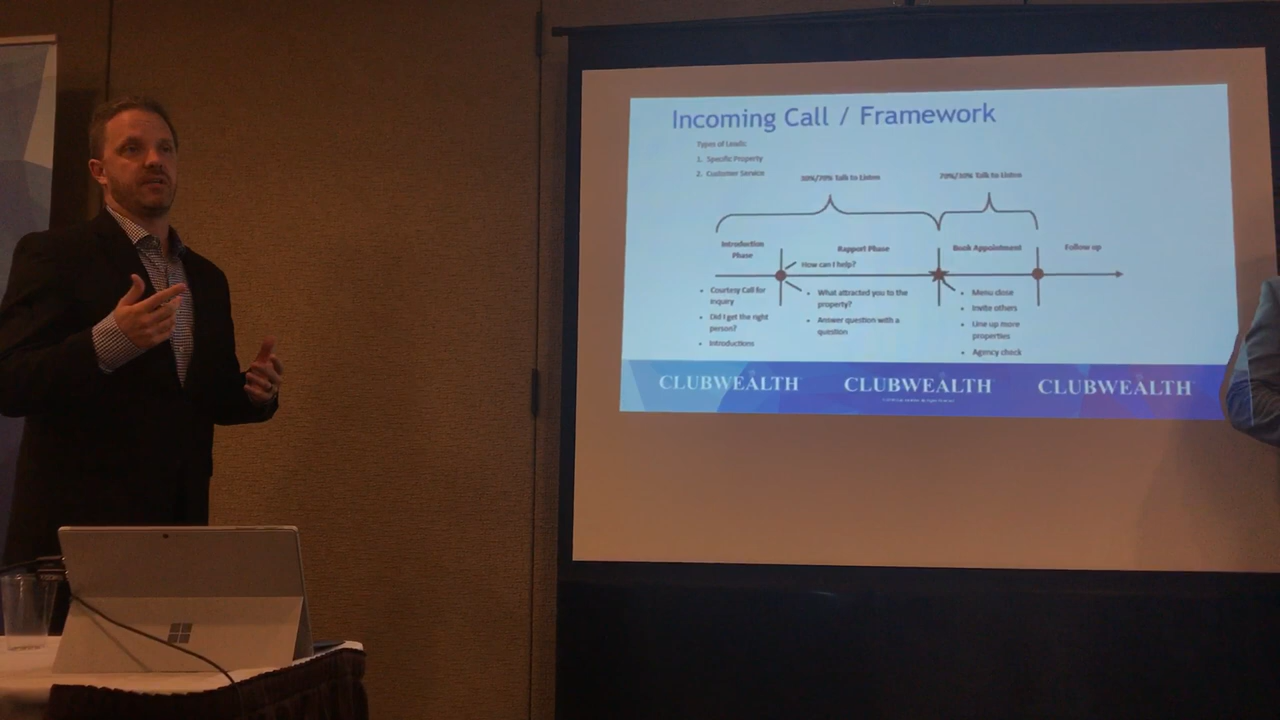 Incoming Call / Framework
Types of Leads:
1. Specific Property
2. Customer Service
30%/70% Talk to Listen
70%/30% Talk to Listen
Introduction
Phase
Rapport Phase
Book Appointment
Follow up
How can I help?
• Courtesy Call for
inquiry
• Did I get the right
person?
• Introductions
• What attracted you to the
property?
• Answer question with a
question
• Menu close
• Invite others
• Line up more
properties
• Agency check
CLUBWEALTH
CLUBWEALTH
CLUBWEALTH